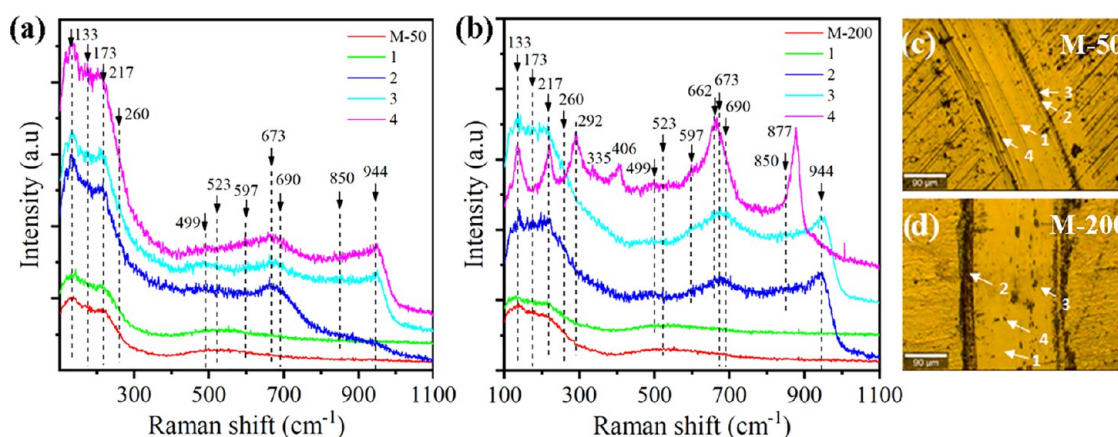 (a)
133
173
217
260
499
523
597
673
690
850
944
M-50
1
2
3
4
Intensity (a.u)
300 500 700 900 1100
Raman shift (cm-1)
(b)
133
173
217
260
292
335
406
499
523
597
662
673
690
850
877
944
M-200
1
2
3
4
Intensity (a.u)
100 300 500 700 900 1100
Raman shift (cm-1)
(c)
M-50
3
2
1
4
90 μm
(d)
M-200
2
3
4
1
90 μm